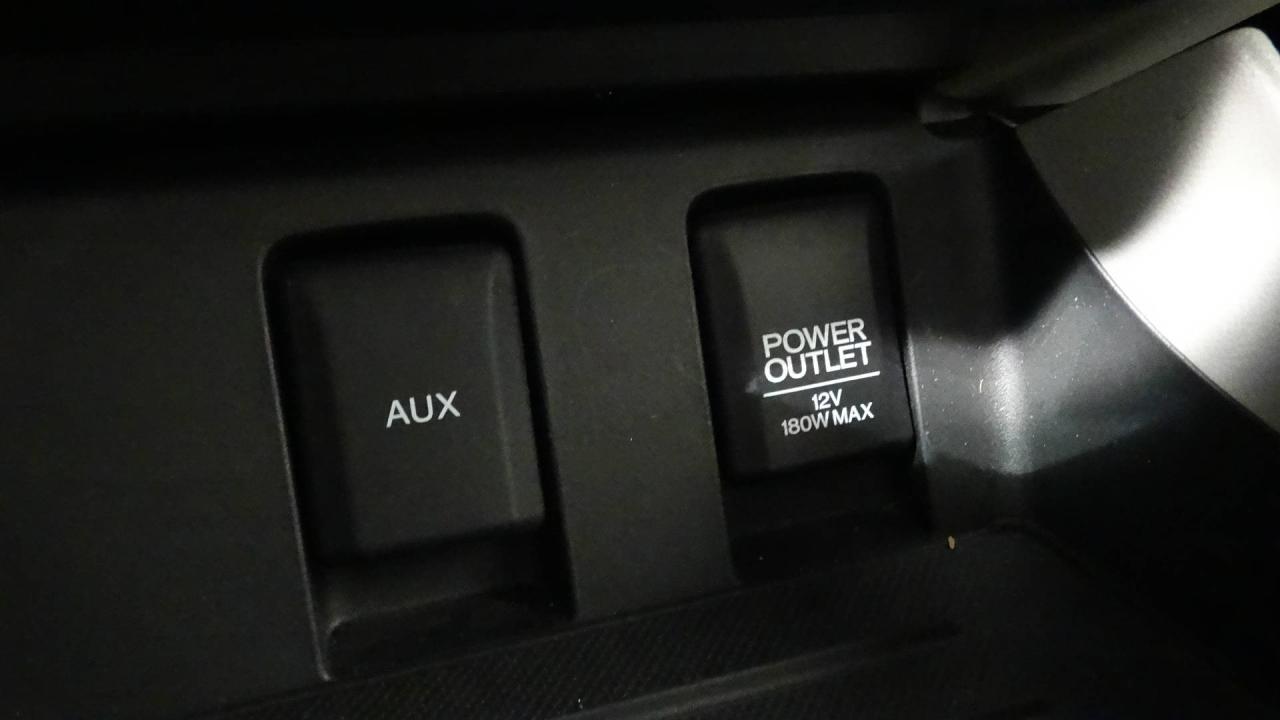 AUX
POWER
OUTLET
12V
180W MAX